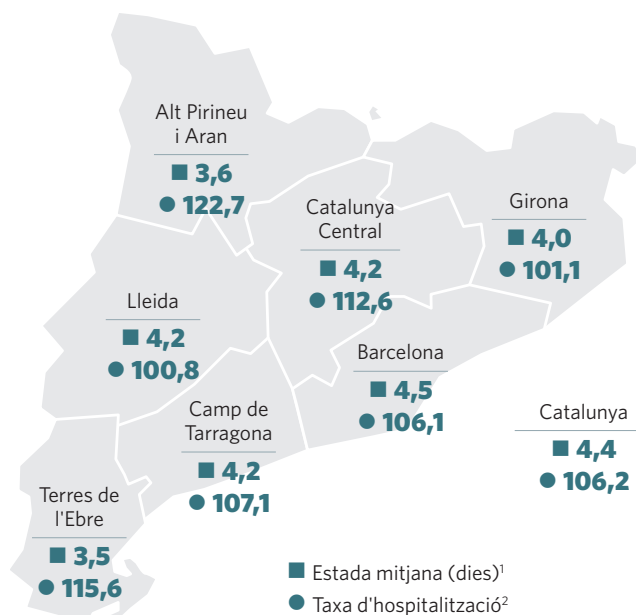 Alt Pirineu
i Aran
■ 3,6
● 122,7
Catalunya
Central
■ 4,2
● 112,6
Girona
■ 4,0
● 101,1
Lleida
■ 4,2
● 100,8
Barcelona
■ 4,5
● 106,1
Camp de
Tarragona
■ 4,2
● 107,1
Catalunya
■ 4,4
● 106,2
Terres de
l'Ebre
■ 3,5
● 115,6
■ Estada mitjana (dies)¹
● Taxa d'hospitalització²